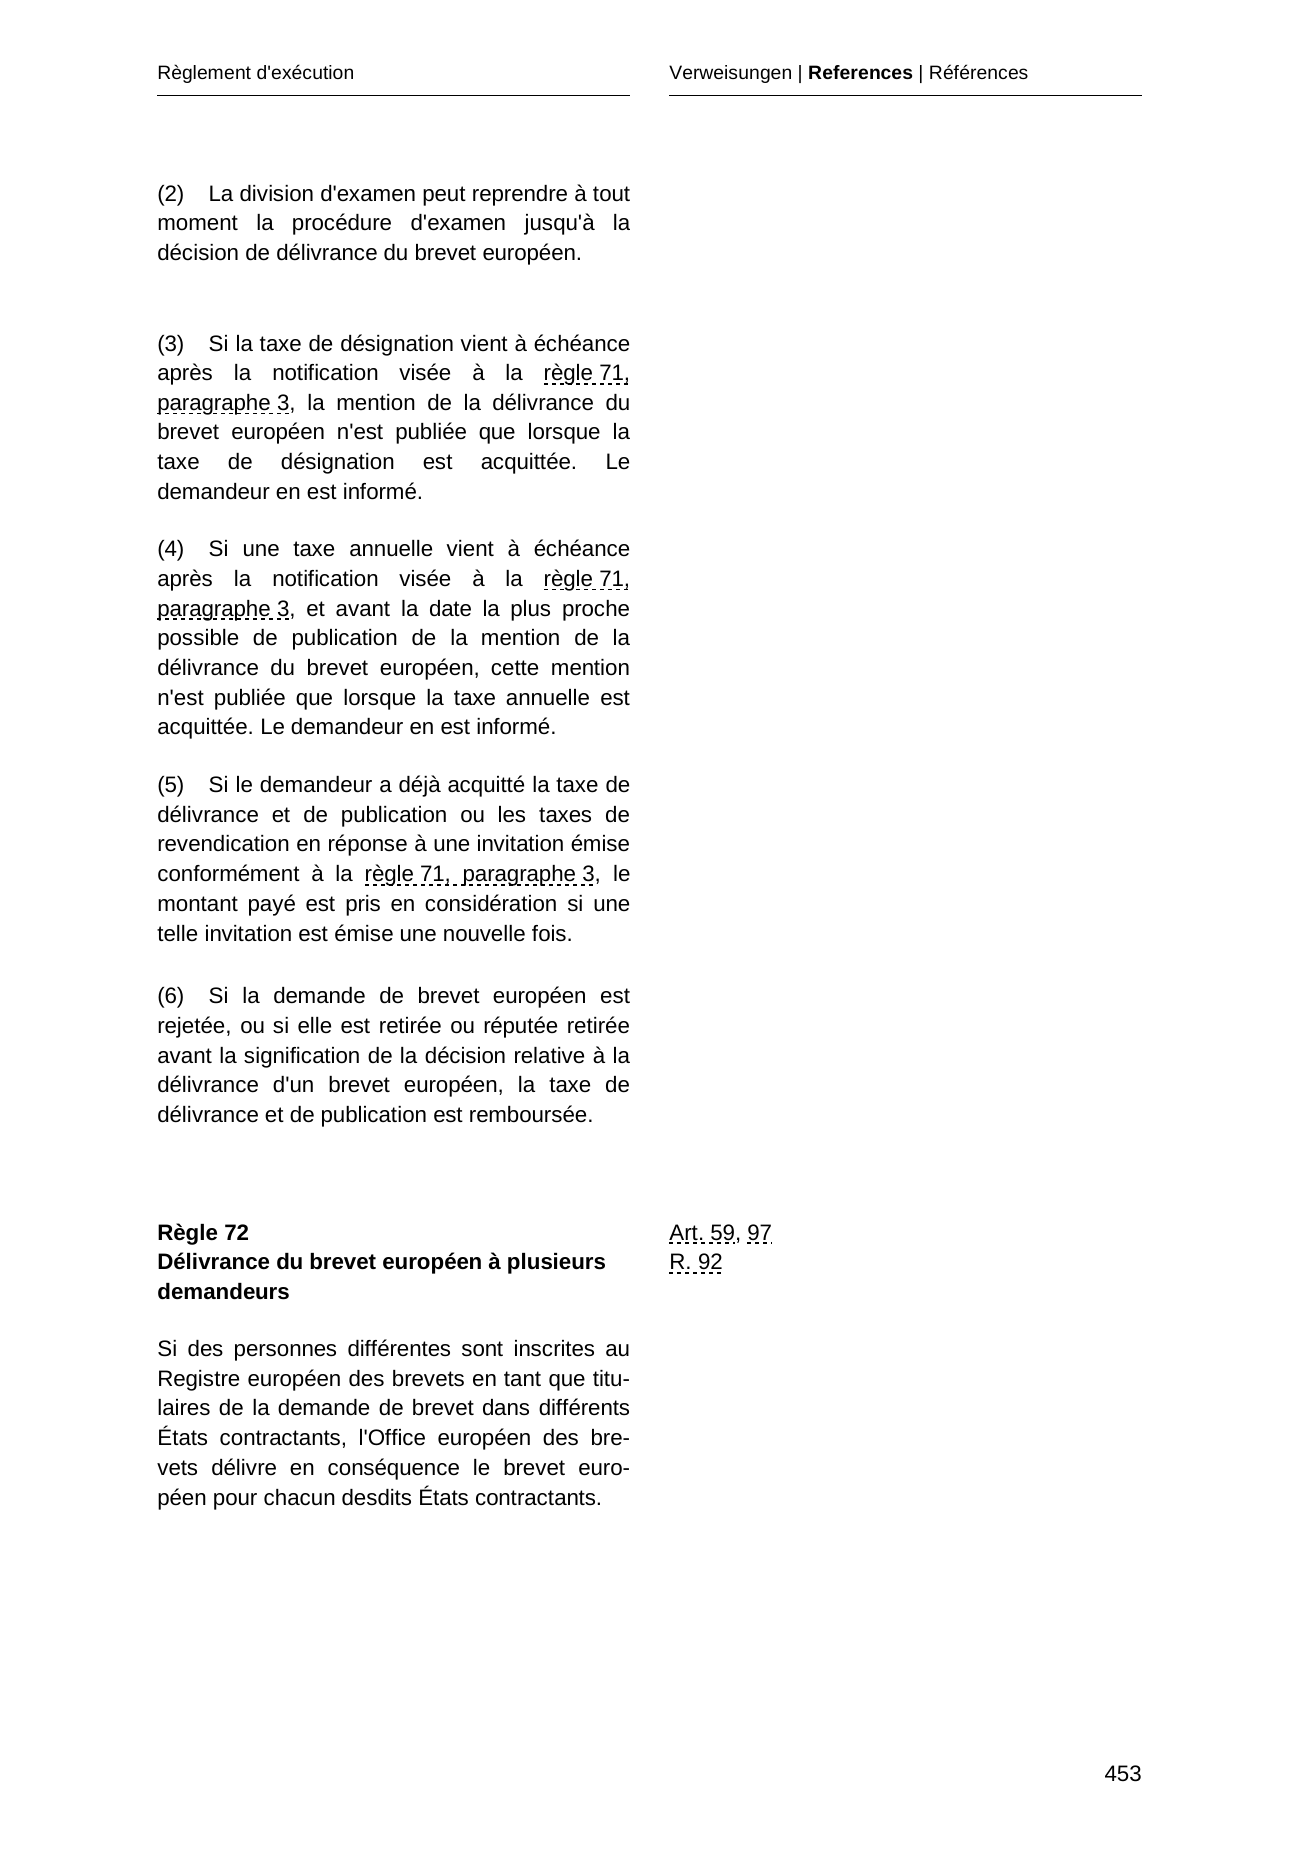 Règlement d'exécution
Verweisungen | References | Références
(2) La division d'examen peut reprendre à tout
moment la procédure d'examen jusqu'à la
décision de délivrance du brevet européen.
(3) Si la taxe de désignation vient à échéance
après la notification visée à la règle 71,
paragraphe 3, la mention de la délivrance du
brevet européen n'est publiée que lorsque la
taxe de désignation est acquittée. Le
demandeur en est informé.
(4) Si une taxe annuelle vient à échéance
après la notification visée à la règle 71,
paragraphe 3, et avant la date la plus proche
possible de publication de la mention de la
délivrance du brevet européen, cette mention
n'est publiée que lorsque la taxe annuelle est
acquittée. Le demandeur en est informé.
(5) Si le demandeur a déjà acquitté la taxe de
délivrance et de publication ou les taxes de
revendication en réponse à une invitation émise
conformément à la règle 71, paragraphe 3, le
montant payé est pris en considération si une
telle invitation est émise une nouvelle fois.
(6) Si la demande de brevet européen est
rejetée, ou si elle est retirée ou réputée retirée
avant la signification de la décision relative à la
délivrance d'un brevet européen, la taxe de
délivrance et de publication est remboursée.
Règle 72
Délivrance du brevet européen à plusieurs
demandeurs
Art. 59, 97
R. 92
Si des personnes différentes sont inscrites au
Registre européen des brevets en tant que titu-
laires de la demande de brevet dans différents
États contractants, l'Office européen des bre-
vets délivre en conséquence le brevet euro-
péen pour chacun desdits États contractants.
453